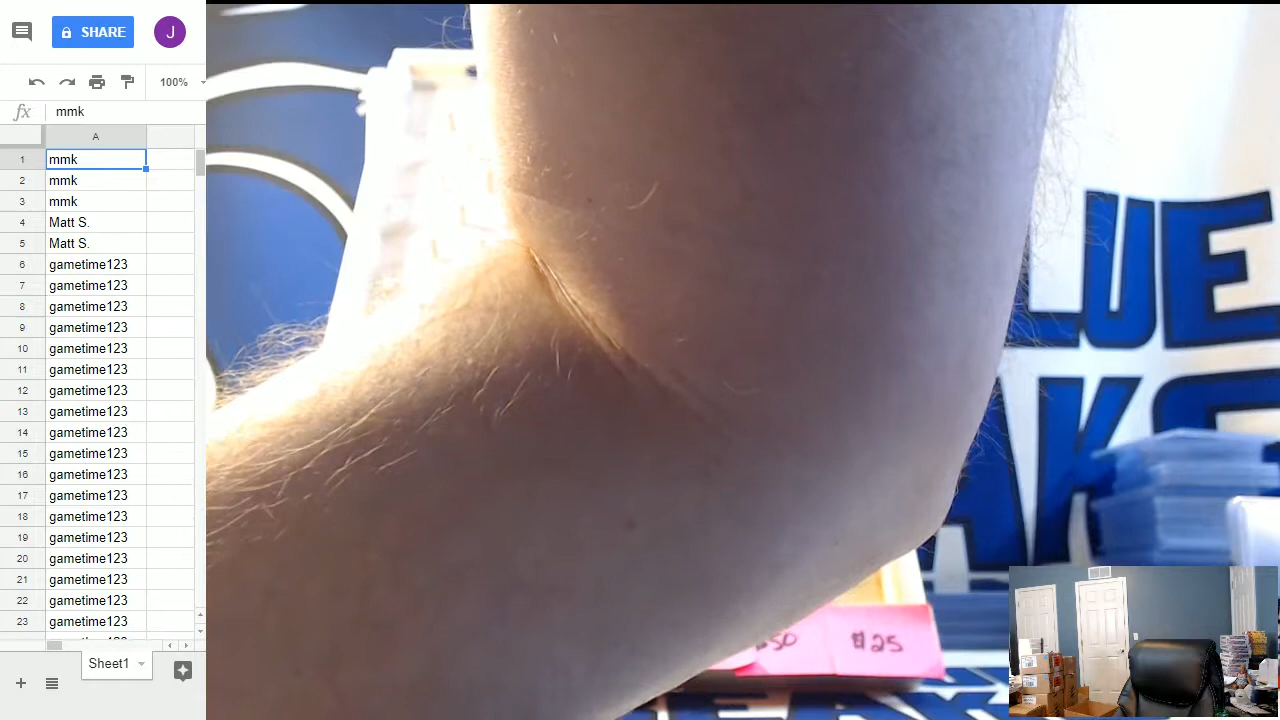 SHARE
J
100%
fx mmk
A
1 mmk
2 mmk
3 mmk
4 Matt S.
5 Matt S.
6 gametime123
7 gametime123
8 gametime123
9 gametime123
10 gametime123
11 gametime123
12 gametime123
13 gametime123
14 gametime123
15 gametime123
16 gametime123
17 gametime123
18 gametime123
19 gametime123
20 gametime123
21 gametime123
22 gametime123
23 gametime123
Sheet1
LUE
AK
$25